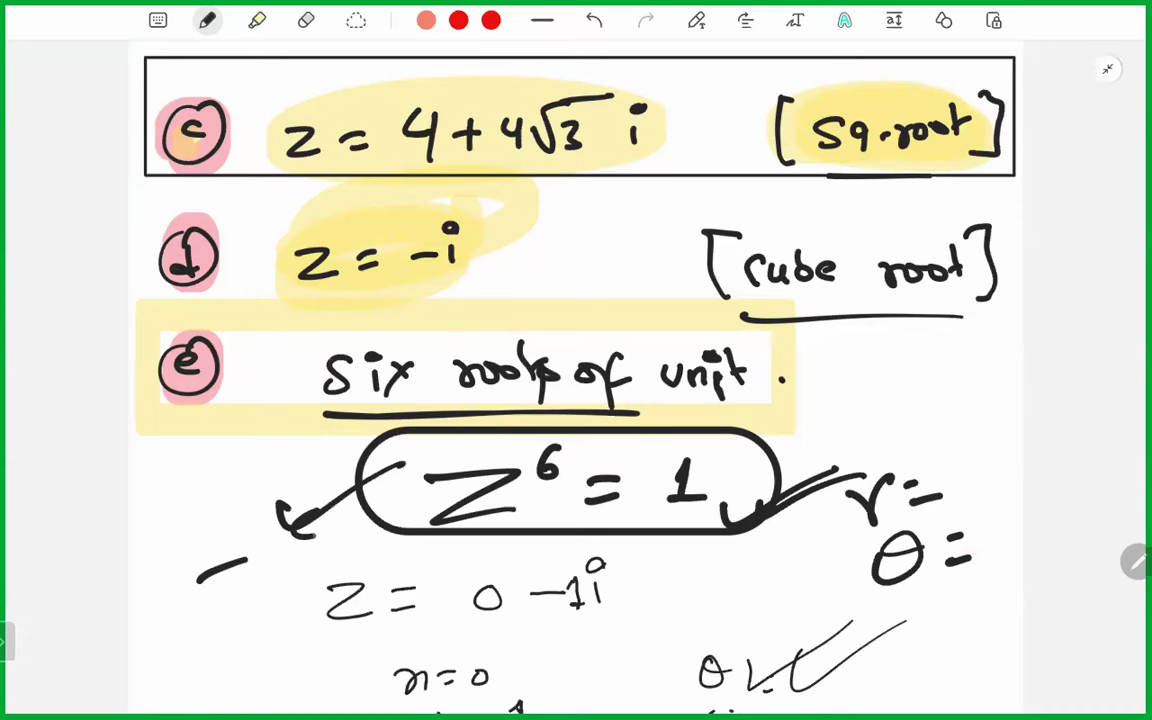 c z = 4 + 4√3 i [sq.root]
d z = -i [cube root]
e Six roots of unit.
z⁶ = 1
r =
θ =
z = 0 - 1i
n = 0 θ